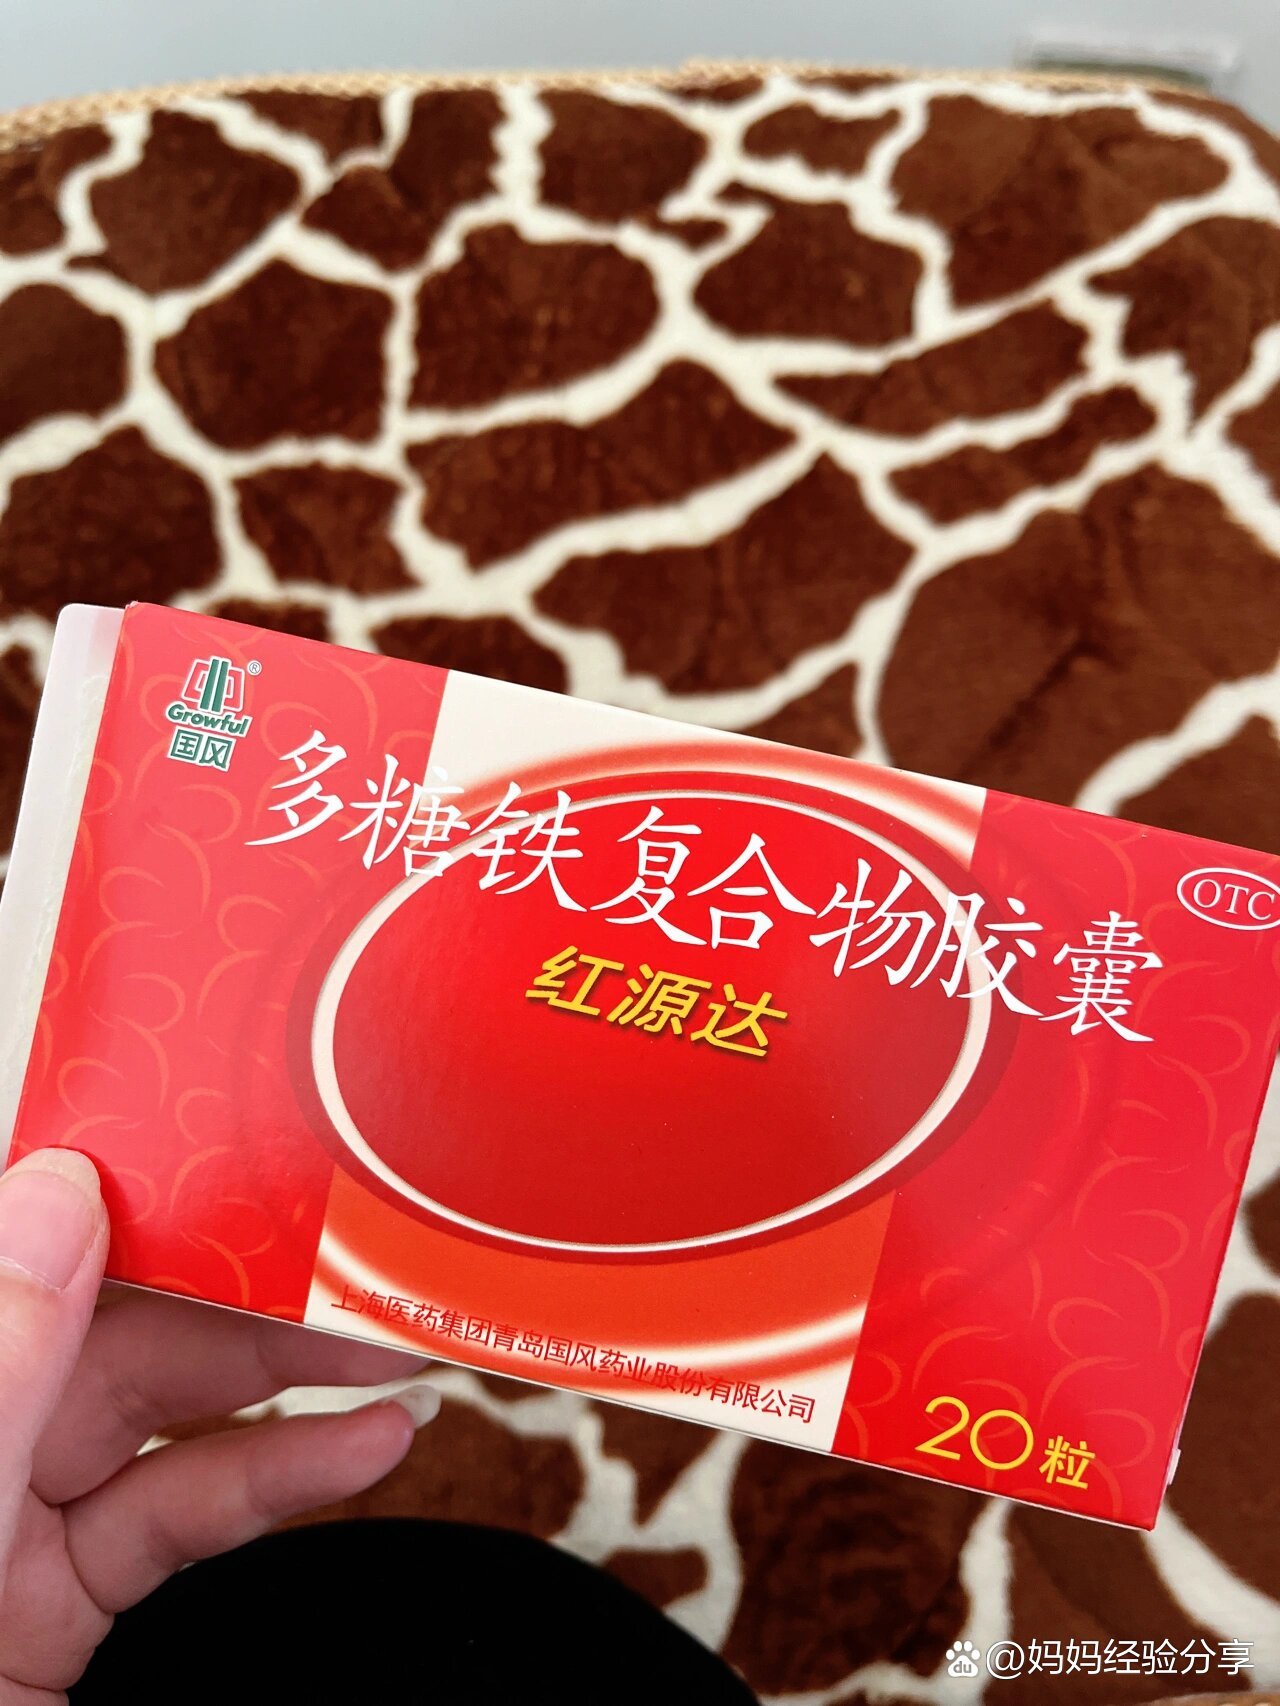 ®
Growful
国风
多糖铁复合物胶囊
OTC
红源达
上海医药集团青岛国风药业股份有限公司
20粒
du @妈妈经验分享